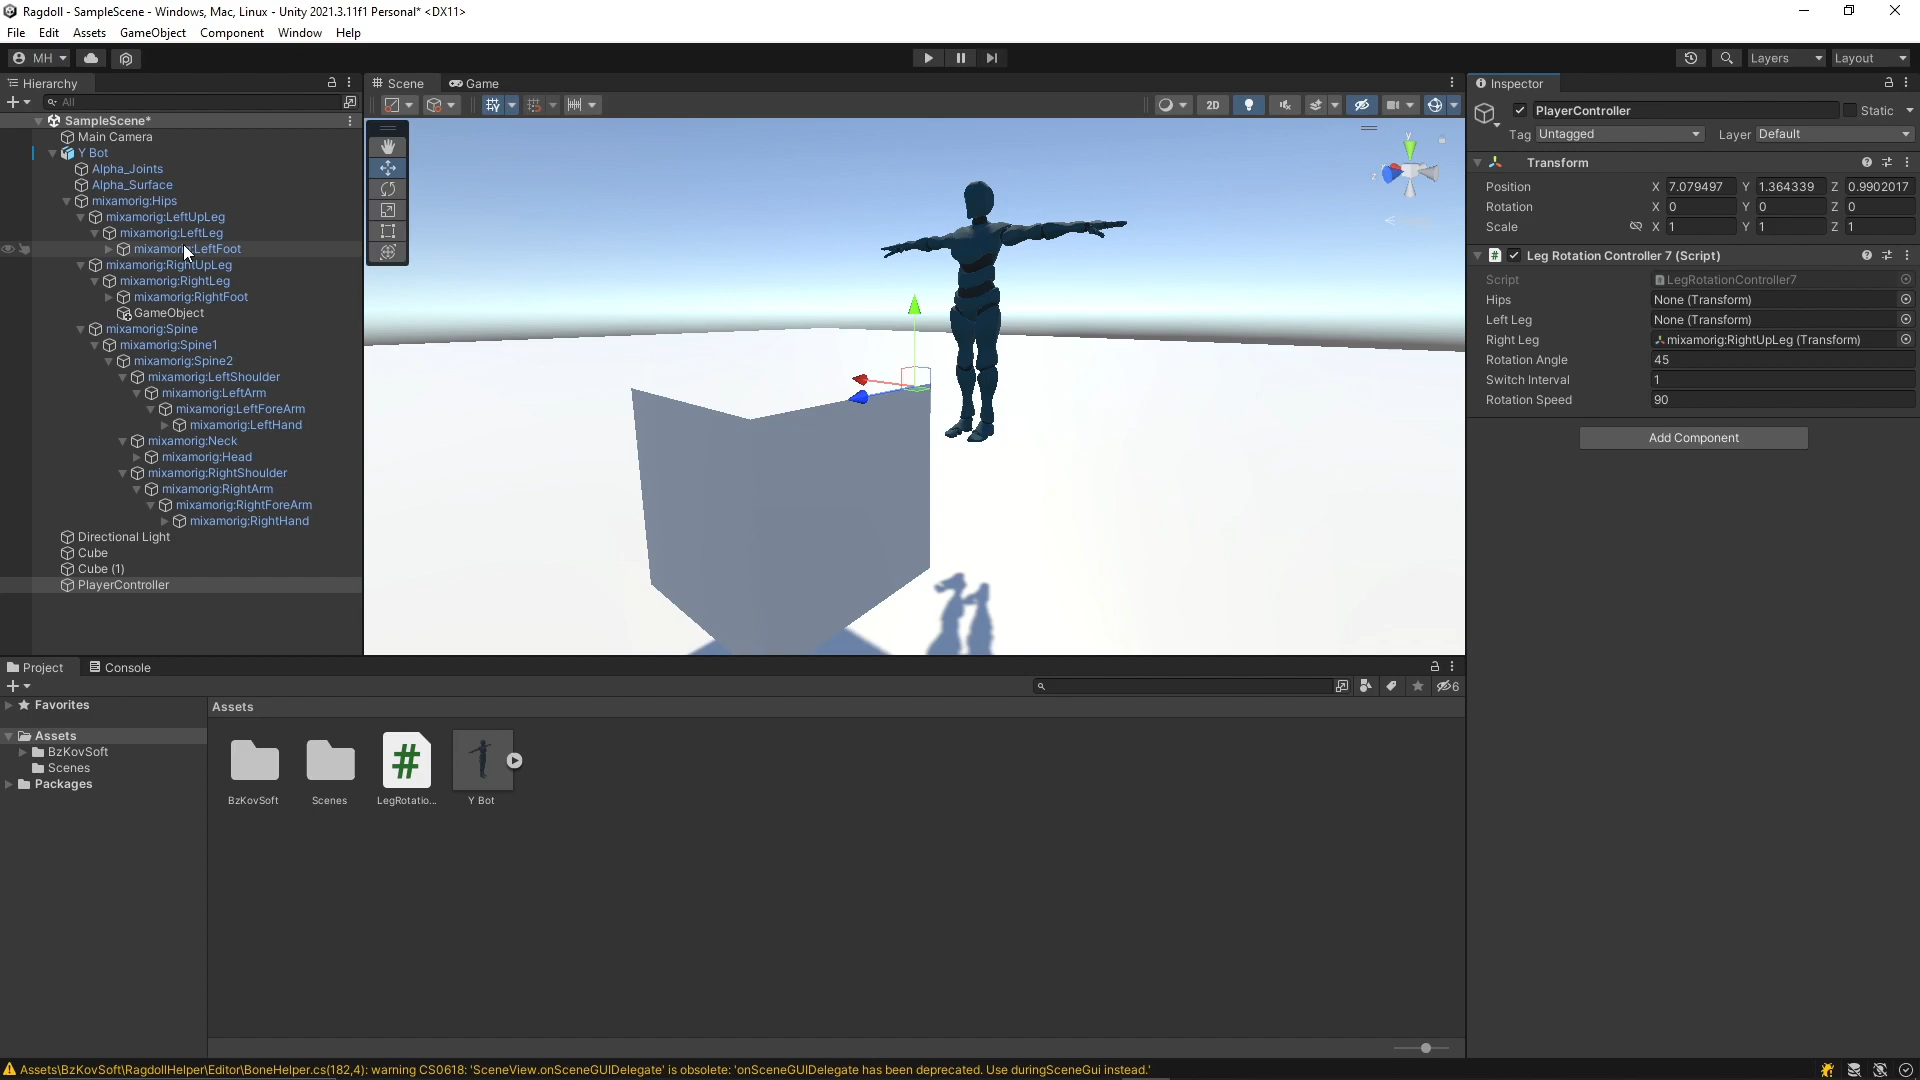 Ragdoll - SampleScene - Windows, Mac, Linux - Unity 2021.3.11f1 Personal* <DX11>
File Edit Assets GameObject Component Window Help
MH Layers Layout
Hierarchy
All
SampleScene*
Main Camera
Y Bot
Alpha_Joints
Alpha_Surface
mixamorig:Hips
mixamorig:LeftUpLeg
mixamorig:LeftLeg
mixamorig:LeftFoot
mixamorig:RightUpLeg
mixamorig:RightLeg
mixamorig:RightFoot
GameObject
mixamorig:Spine
mixamorig:Spine1
mixamorig:Spine2
mixamorig:LeftShoulder
mixamorig:LeftArm
mixamorig:LeftForeArm
mixamorig:LeftHand
mixamorig:Neck
mixamorig:Head
mixamorig:RightShoulder
mixamorig:RightArm
mixamorig:RightForeArm
mixamorig:RightHand
Directional Light
Cube
Cube (1)
PlayerController
Scene Game
2D
y
z
Inspector
PlayerController Static
Tag Untagged Layer Default
Transform
Position X 7.079497 Y 1.364339 Z 0.9902017
Rotation X 0 Y 0 Z 0
Scale X 1 Y 1 Z 1
# Leg Rotation Controller 7 (Script)
Script LegRotationController7
Hips None (Transform)
Left Leg None (Transform)
Right Leg mixamorig:RightUpLeg (Transform)
Rotation Angle 45
Switch Interval 1
Rotation Speed 90
Add Component
Project Console
6
Favorites
Assets
BzKovSoft
Scenes
Packages
Assets
#
BzKovSoft Scenes LegRotatio... Y Bot
Assets\BzKovSoft\RagdollHelper\Editor\BoneHelper.cs(182,4): warning CS0618: 'SceneView.onSceneGUIDelegate' is obsolete: 'onSceneGUIDelegate has been deprecated. Use duringSceneGui instead.'